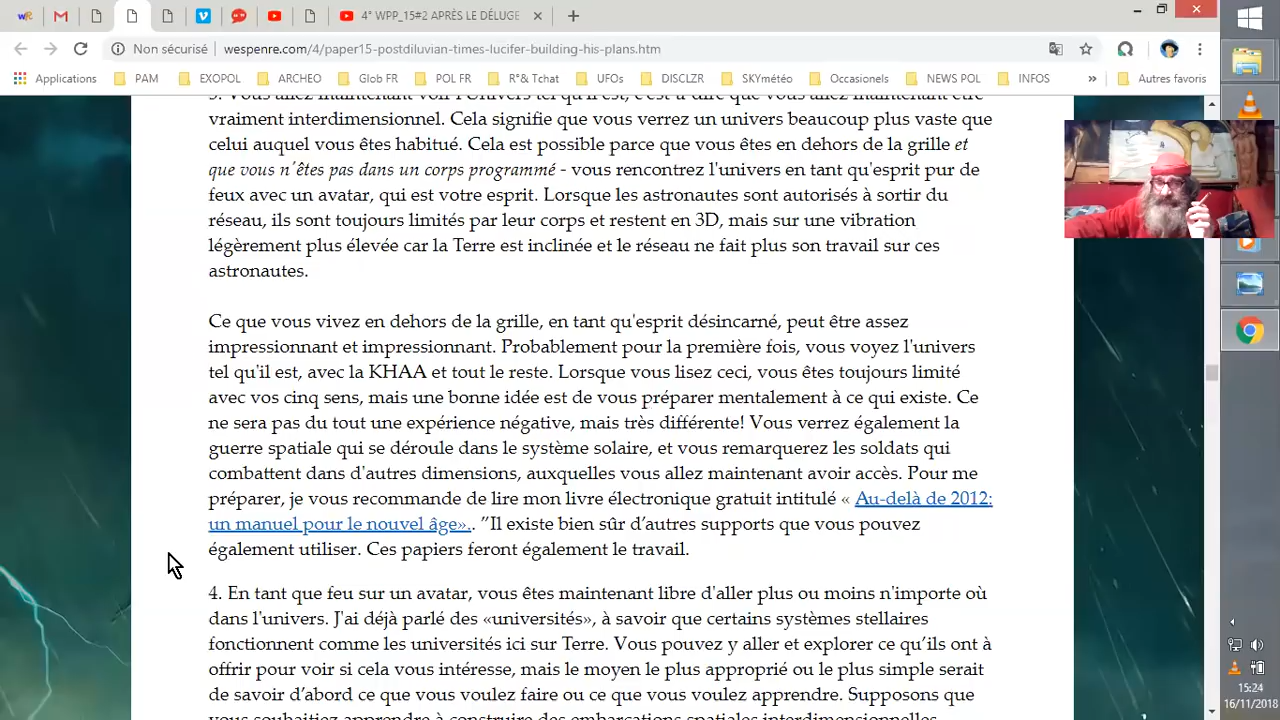 4° WPP_15#2 APRÈS LE DÉLUGE
Non sécurisé
wespenre.com/4/paper15-postdiluvian-times-lucifer-building-his-plans.htm
Applications
PAM
EXOPOL
ARCHEO
Glob FR
POL FR
R°& Tchat
UFOs
DISCLZR
SKYmétéo
Occasionels
NEWS POL
INFOS
»
Autres favoris
vraiment interdimensionnel. Cela signifie que vous verrez un univers beaucoup plus vaste que
celui auquel vous êtes habitué. Cela est possible parce que vous êtes en dehors de la grille et
que vous n'êtes pas dans un corps programmé - vous rencontrez l'univers en tant qu'esprit pur de
feux avec un avatar, qui est votre esprit. Lorsque les astronautes sont autorisés à sortir du
réseau, ils sont toujours limités par leur corps et restent en 3D, mais sur une vibration
légèrement plus élevée car la Terre est inclinée et le réseau ne fait plus son travail sur ces
astronautes.
Ce que vous vivez en dehors de la grille, en tant qu'esprit désincarné, peut être assez
impressionnant et impressionnant. Probablement pour la première fois, vous voyez l'univers
tel qu'il est, avec la KHAA et tout le reste. Lorsque vous lisez ceci, vous êtes toujours limité
avec vos cinq sens, mais une bonne idée est de vous préparer mentalement à ce qui existe. Ce
ne sera pas du tout une expérience négative, mais très différente! Vous verrez également la
guerre spatiale qui se déroule dans le système solaire, et vous remarquerez les soldats qui
combattent dans d'autres dimensions, auxquelles vous allez maintenant avoir accès. Pour me
préparer, je vous recommande de lire mon livre électronique gratuit intitulé « Au-delà de 2012:
un manuel pour le nouvel âge».. "Il existe bien sûr d'autres supports que vous pouvez
également utiliser. Ces papiers feront également le travail.
4. En tant que feu sur un avatar, vous êtes maintenant libre d'aller plus ou moins n'importe où
dans l'univers. J'ai déjà parlé des «universités», à savoir que certains systèmes stellaires
fonctionnent comme les universités ici sur Terre. Vous pouvez y aller et explorer ce qu'ils ont à
offrir pour voir si cela vous intéresse, mais le moyen le plus approprié ou le plus simple serait
de savoir d'abord ce que vous voulez faire ou ce que vous voulez apprendre. Supposons que
15:24
16/11/2018